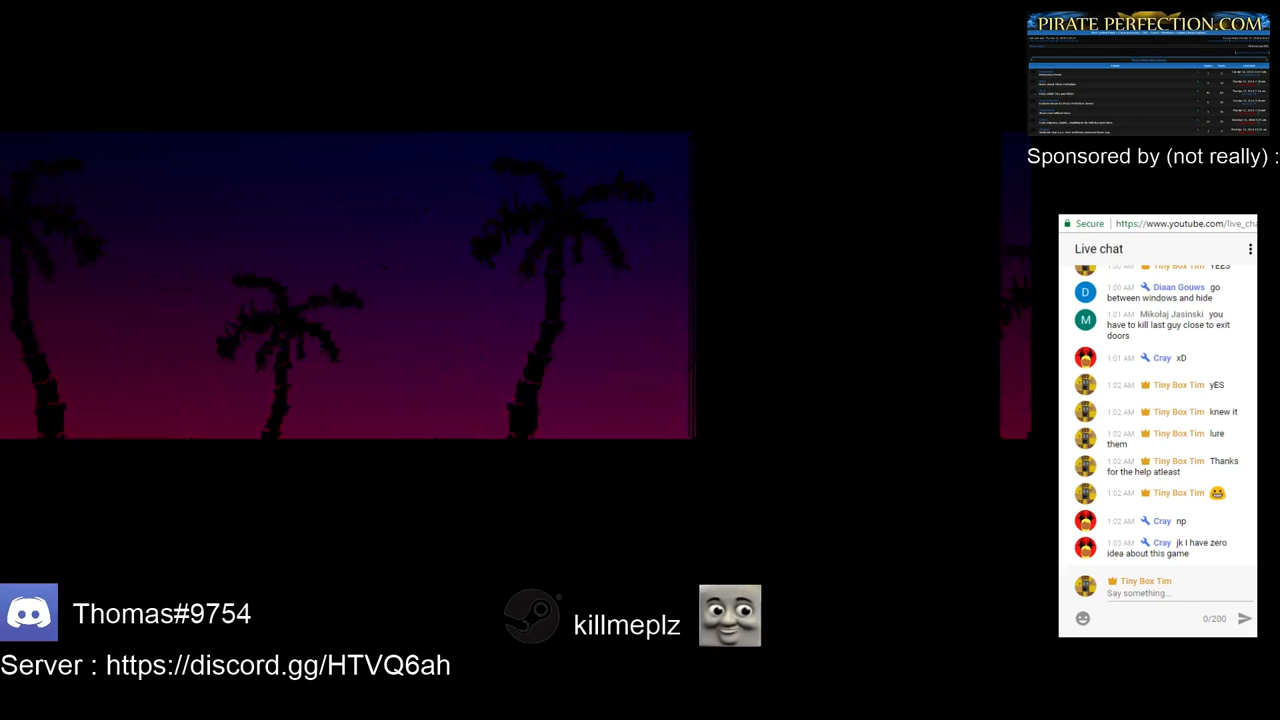 PIRATE PERFECTION.COM
Sponsored by (not really) :
Secure https://www.youtube.com/live_cha
Live chat
1:00 AM Tiny Box Tim YEES
1:00 AM Diaan Gouws go
between windows and hide
1:01 AM Mikołaj Jasinski you
have to kill last guy close to exit
doors
1:01 AM Cray xD
1:02 AM Tiny Box Tim yES
1:02 AM Tiny Box Tim knew it
1:02 AM Tiny Box Tim lure
them
1:02 AM Tiny Box Tim Thanks
for the help atleast
1:02 AM Tiny Box Tim
1:02 AM Cray np
1:03 AM Cray jk I have zero
idea about this game
Tiny Box Tim
Say something...
0/200
Thomas#9754
killmeplz
Server : https://discord.gg/HTVQ6ah